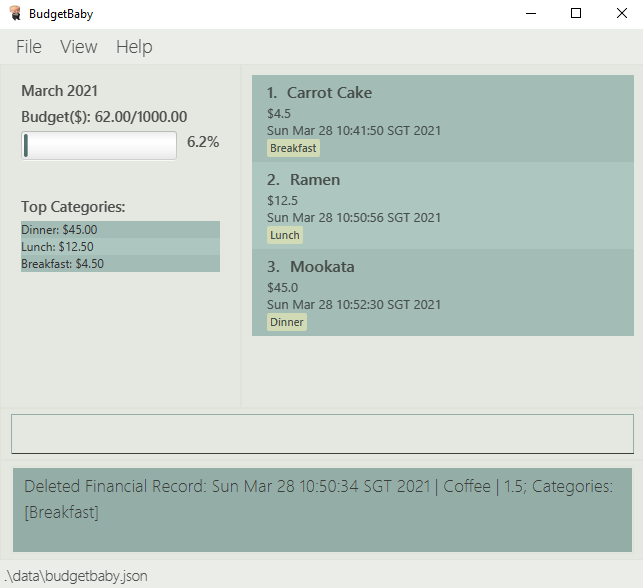 BudgetBaby
File View Help
March 2021
Budget($): 62.00/1000.00
6.2%
Top Categories:
Dinner: $45.00
Lunch: $12.50
Breakfast: $4.50
1. Carrot Cake
$4.5
Sun Mar 28 10:41:50 SGT 2021
Breakfast
2. Ramen
$12.5
Sun Mar 28 10:50:56 SGT 2021
Lunch
3. Mookata
$45.0
Sun Mar 28 10:52:30 SGT 2021
Dinner
Deleted Financial Record: Sun Mar 28 10:50:34 SGT 2021 | Coffee | 1.5; Categories:
[Breakfast]
.\data\budgetbaby.json